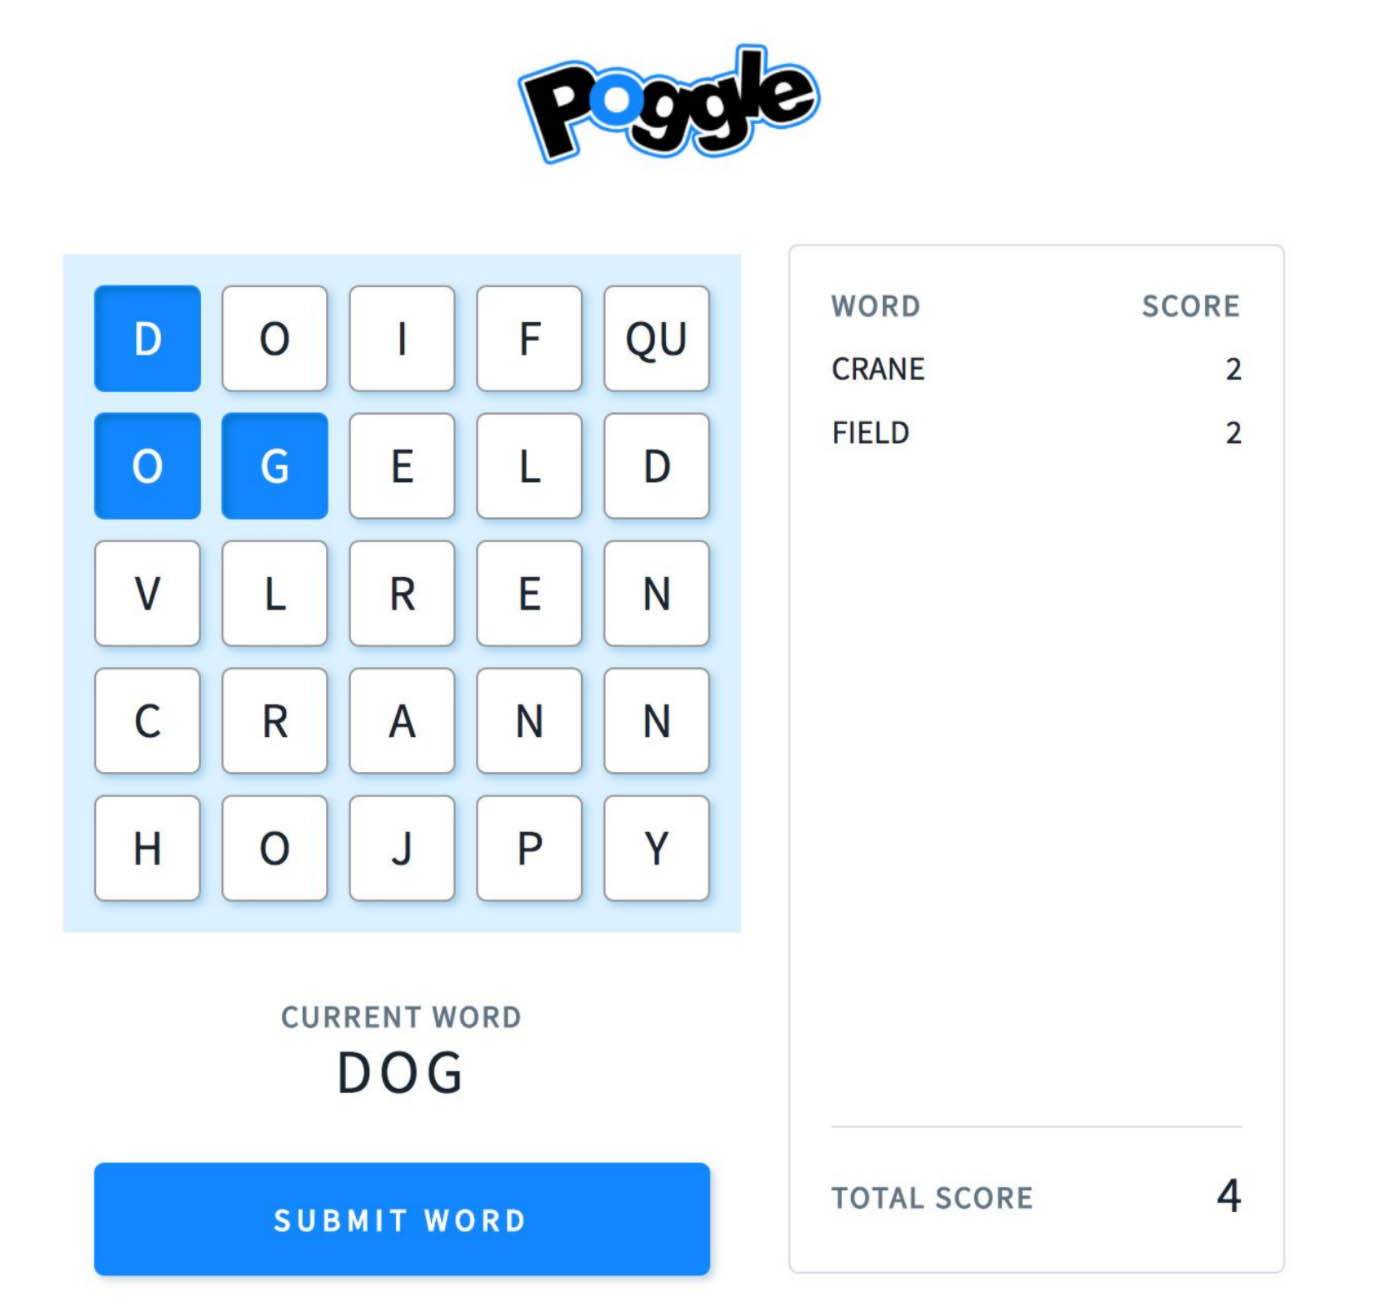 Poggle
D O I F QU
O G E L D
V L R E N
C R A N N
H O J P Y
CURRENT WORD
DOG
SUBMIT WORD
WORD SCORE
CRANE 2
FIELD 2
TOTAL SCORE 4